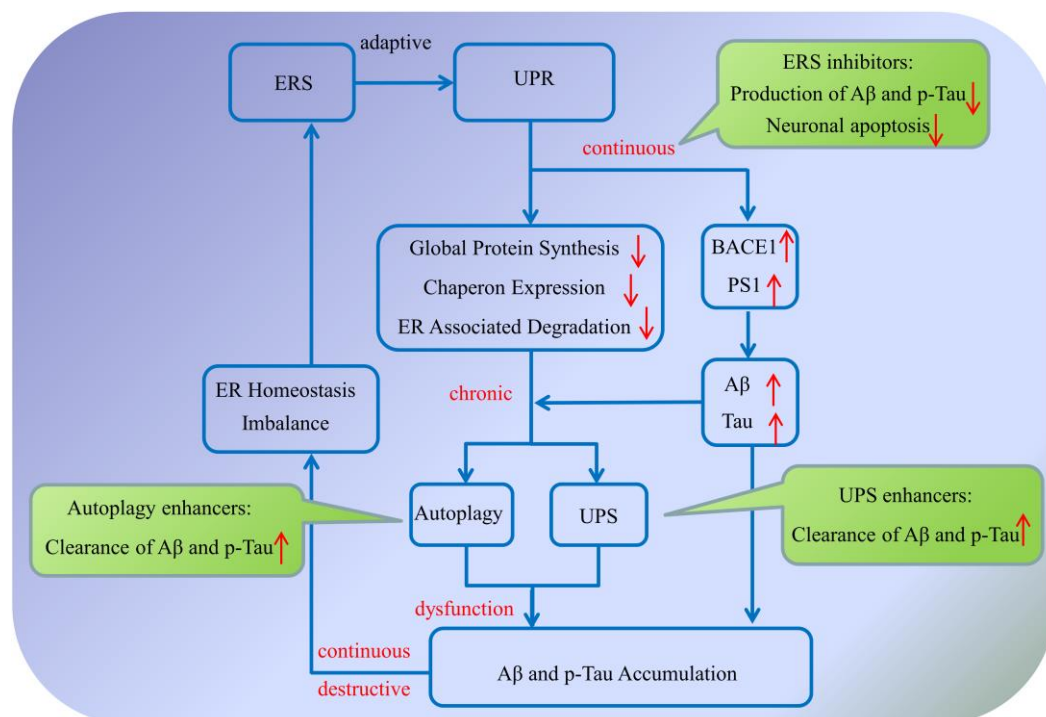 adaptive
ERS
UPR
ERS inhibitors:
Production of Aβ and p-Tau
Neuronal apoptosis
continuous
Global Protein Synthesis
Chaperon Expression
ER Associated Degradation
BACE1
PS1
ER Homeostasis
Imbalance
chronic
Aβ
Tau
Autoplagy enhancers:
Clearance of Aβ and p-Tau
Autoplagy
UPS
UPS enhancers:
Clearance of Aβ and p-Tau
dysfunction
continuous
destructive
Aβ and p-Tau Accumulation